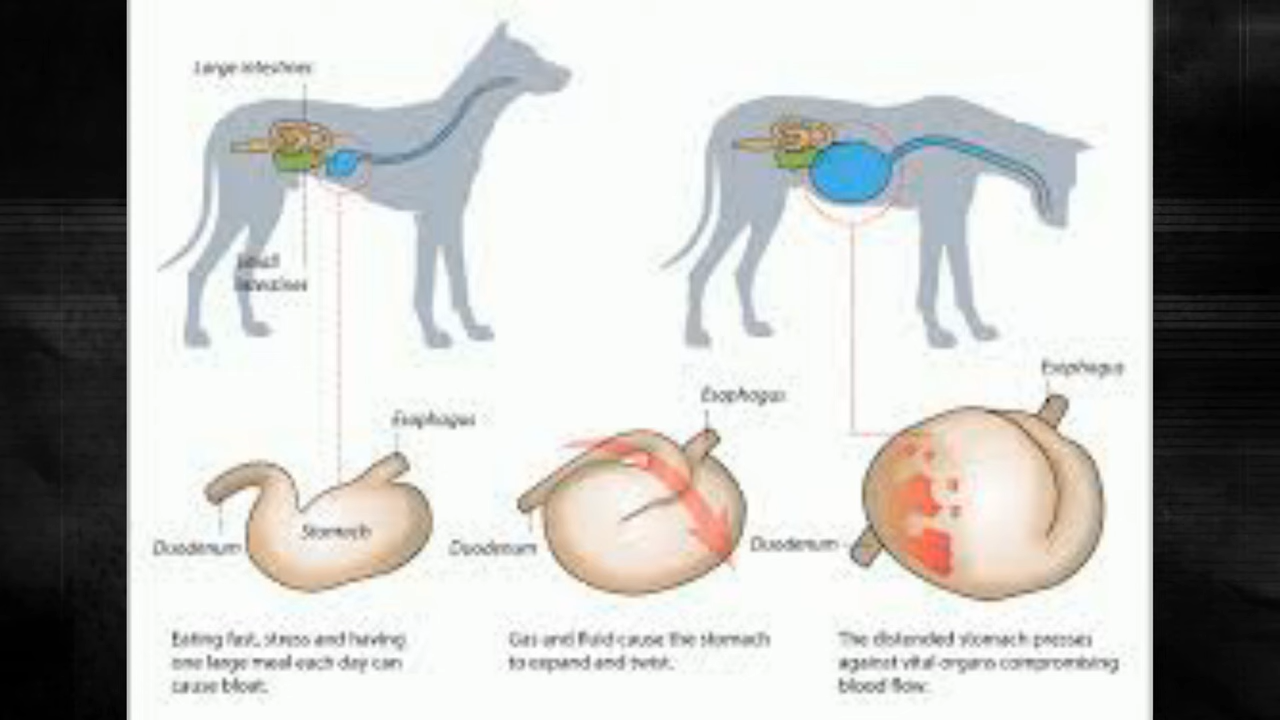 Large intestines
Small
intestines
Esophagus
Esophagus
Esophagus
Stomach
Duodenum
Duodenum
Duodenum
Eating fast, stress and having
one large meal each day can
cause bloat.
Gas and fluid cause the stomach
to expand and twist.
The distended stomach presses
against vital organs compromising
blood flow.